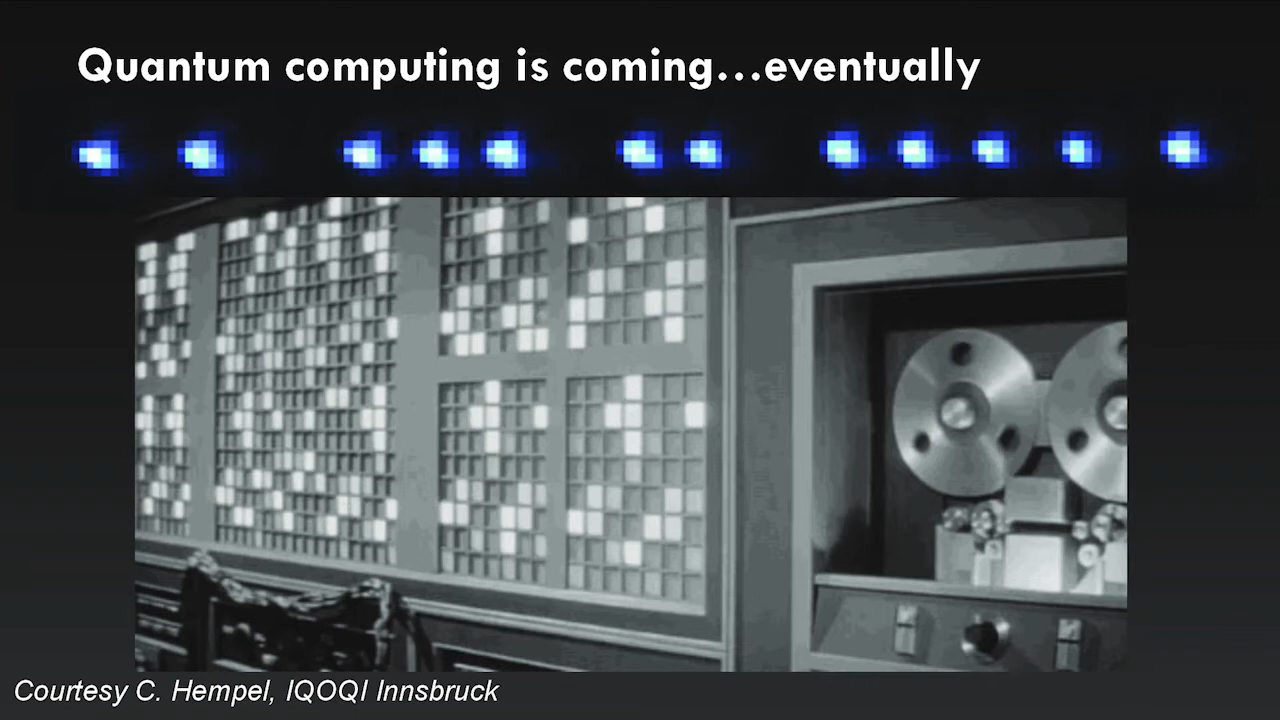 Quantum computing is coming...eventually
Courtesy C. Hempel, IQOQI Innsbruck